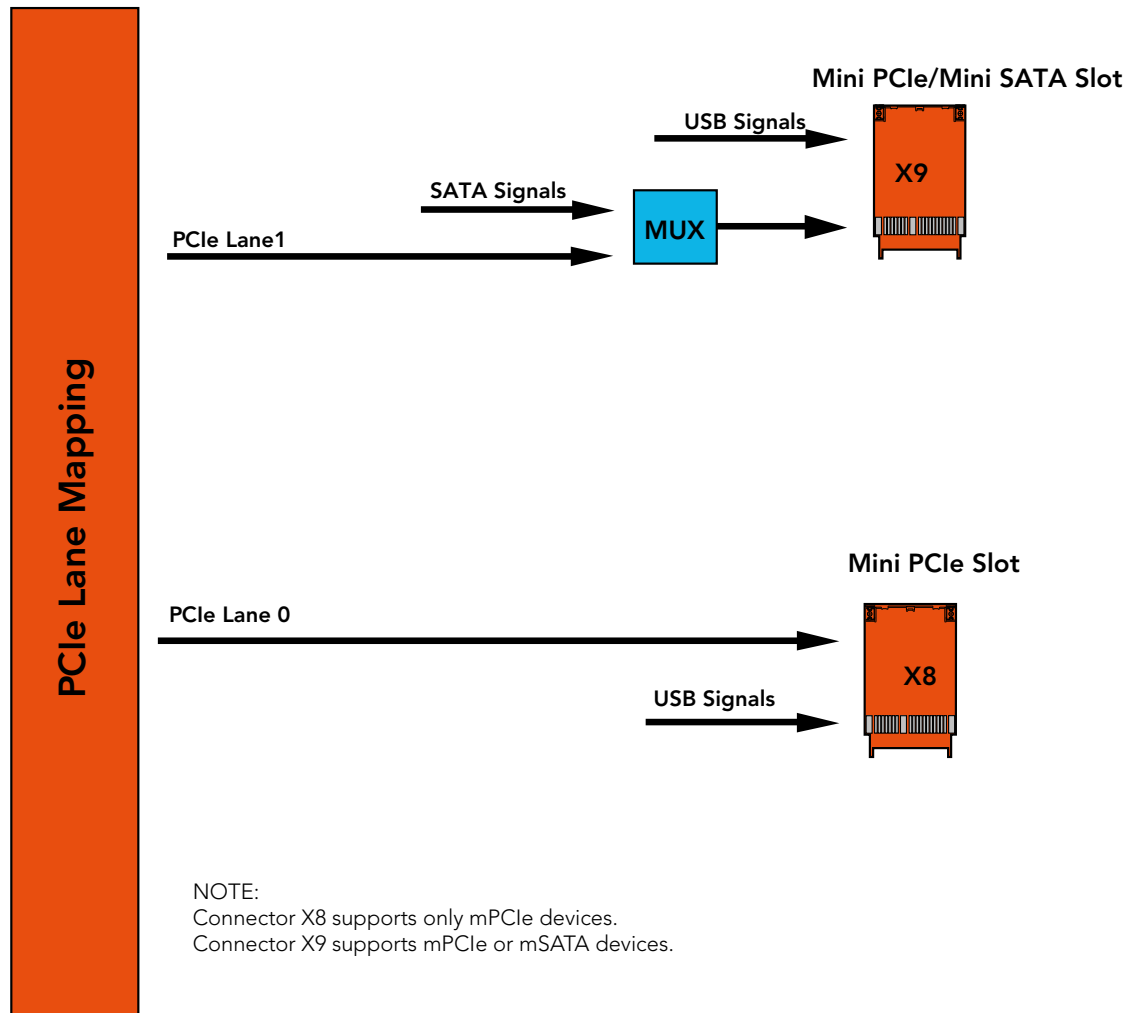 Mini PCIe/Mini SATA Slot
USB Signals
X9
SATA Signals
MUX
PCIe Lane1
PCIe Lane Mapping
Mini PCIe Slot
PCIe Lane 0
X8
USB Signals
NOTE:
Connector X8 supports only mPCIe devices.
Connector X9 supports mPCIe or mSATA devices.